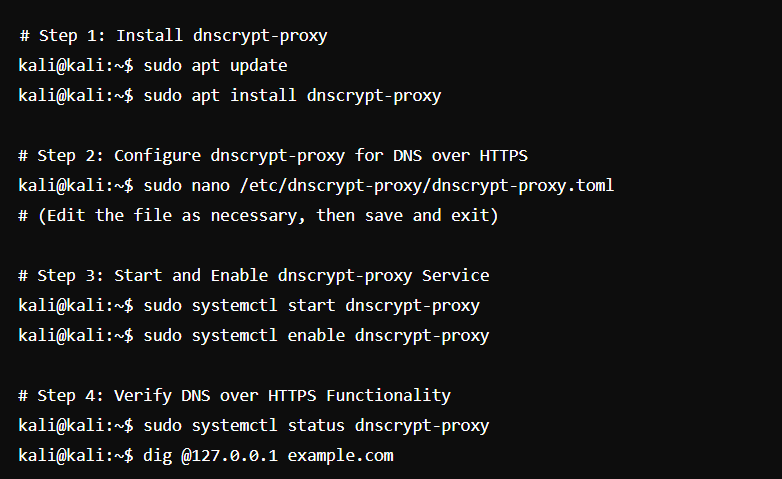 # Step 1: Install dnscrypt-proxy
kali@kali:~$ sudo apt update
kali@kali:~$ sudo apt install dnscrypt-proxy
# Step 2: Configure dnscrypt-proxy for DNS over HTTPS
kali@kali:~$ sudo nano /etc/dnscrypt-proxy/dnscrypt-proxy.toml
# (Edit the file as necessary, then save and exit)
# Step 3: Start and Enable dnscrypt-proxy Service
kali@kali:~$ sudo systemctl start dnscrypt-proxy
kali@kali:~$ sudo systemctl enable dnscrypt-proxy
# Step 4: Verify DNS over HTTPS Functionality
kali@kali:~$ sudo systemctl status dnscrypt-proxy
kali@kali:~$ dig @127.0.0.1 example.com